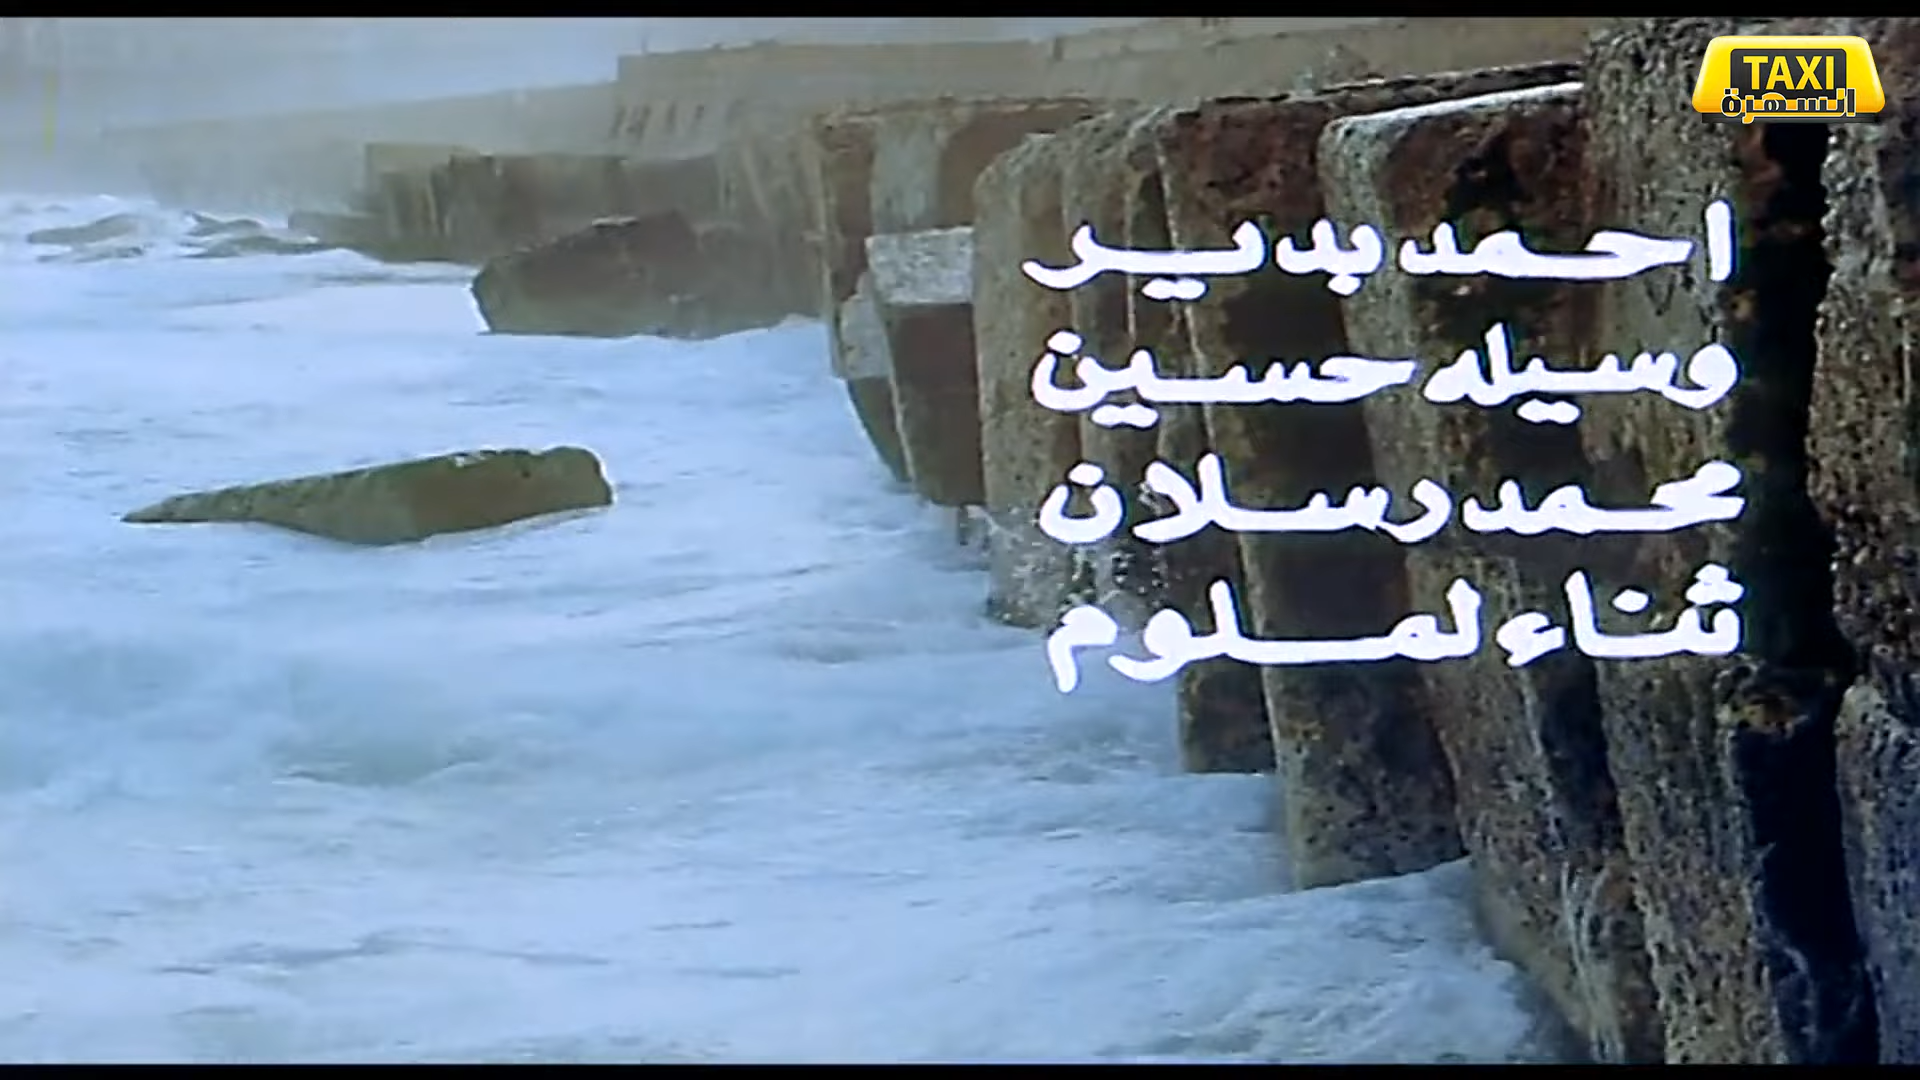 TAXI
السهرة
احمد بدير
وسيله حسين
محمد رسلان
ثناء لملوم